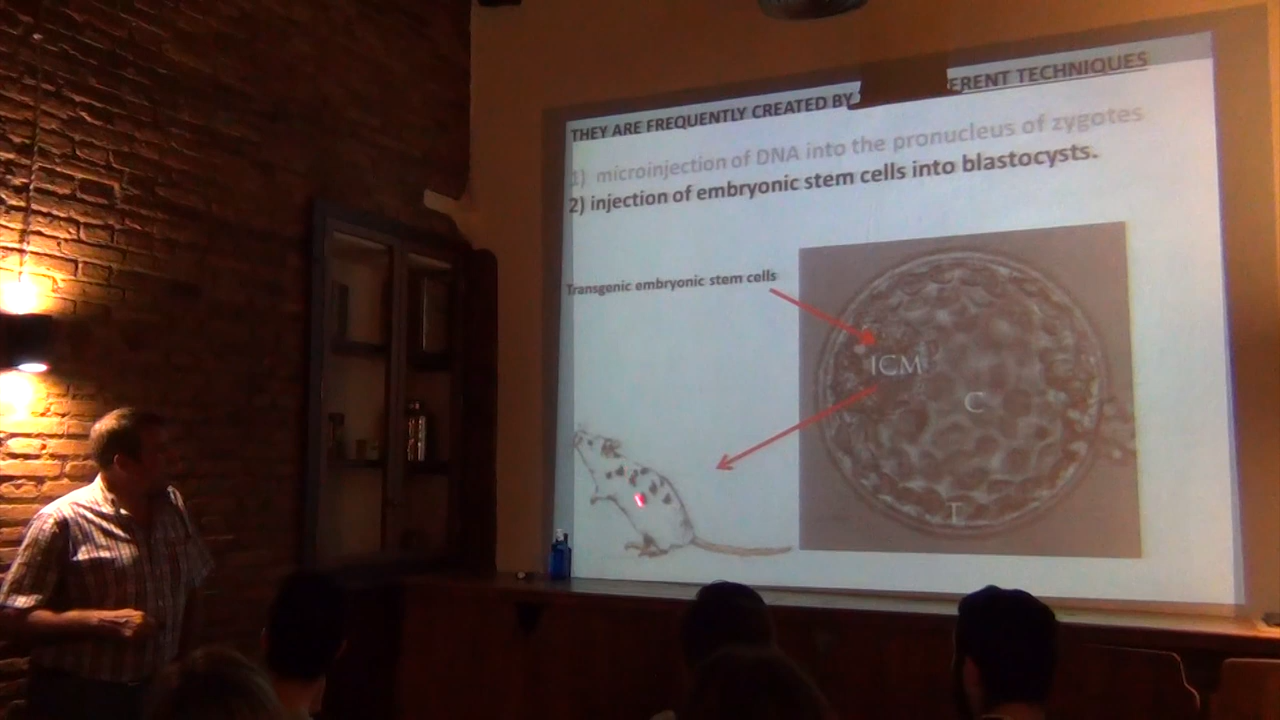 THEY ARE FREQUENTLY CREATED BY ERENT TECHNIQUES
1) microinjection of DNA into the pronucleus of zygotes
2) injection of embryonic stem cells into blastocysts.
Transgenic embryonic stem cells
ICM
C
T